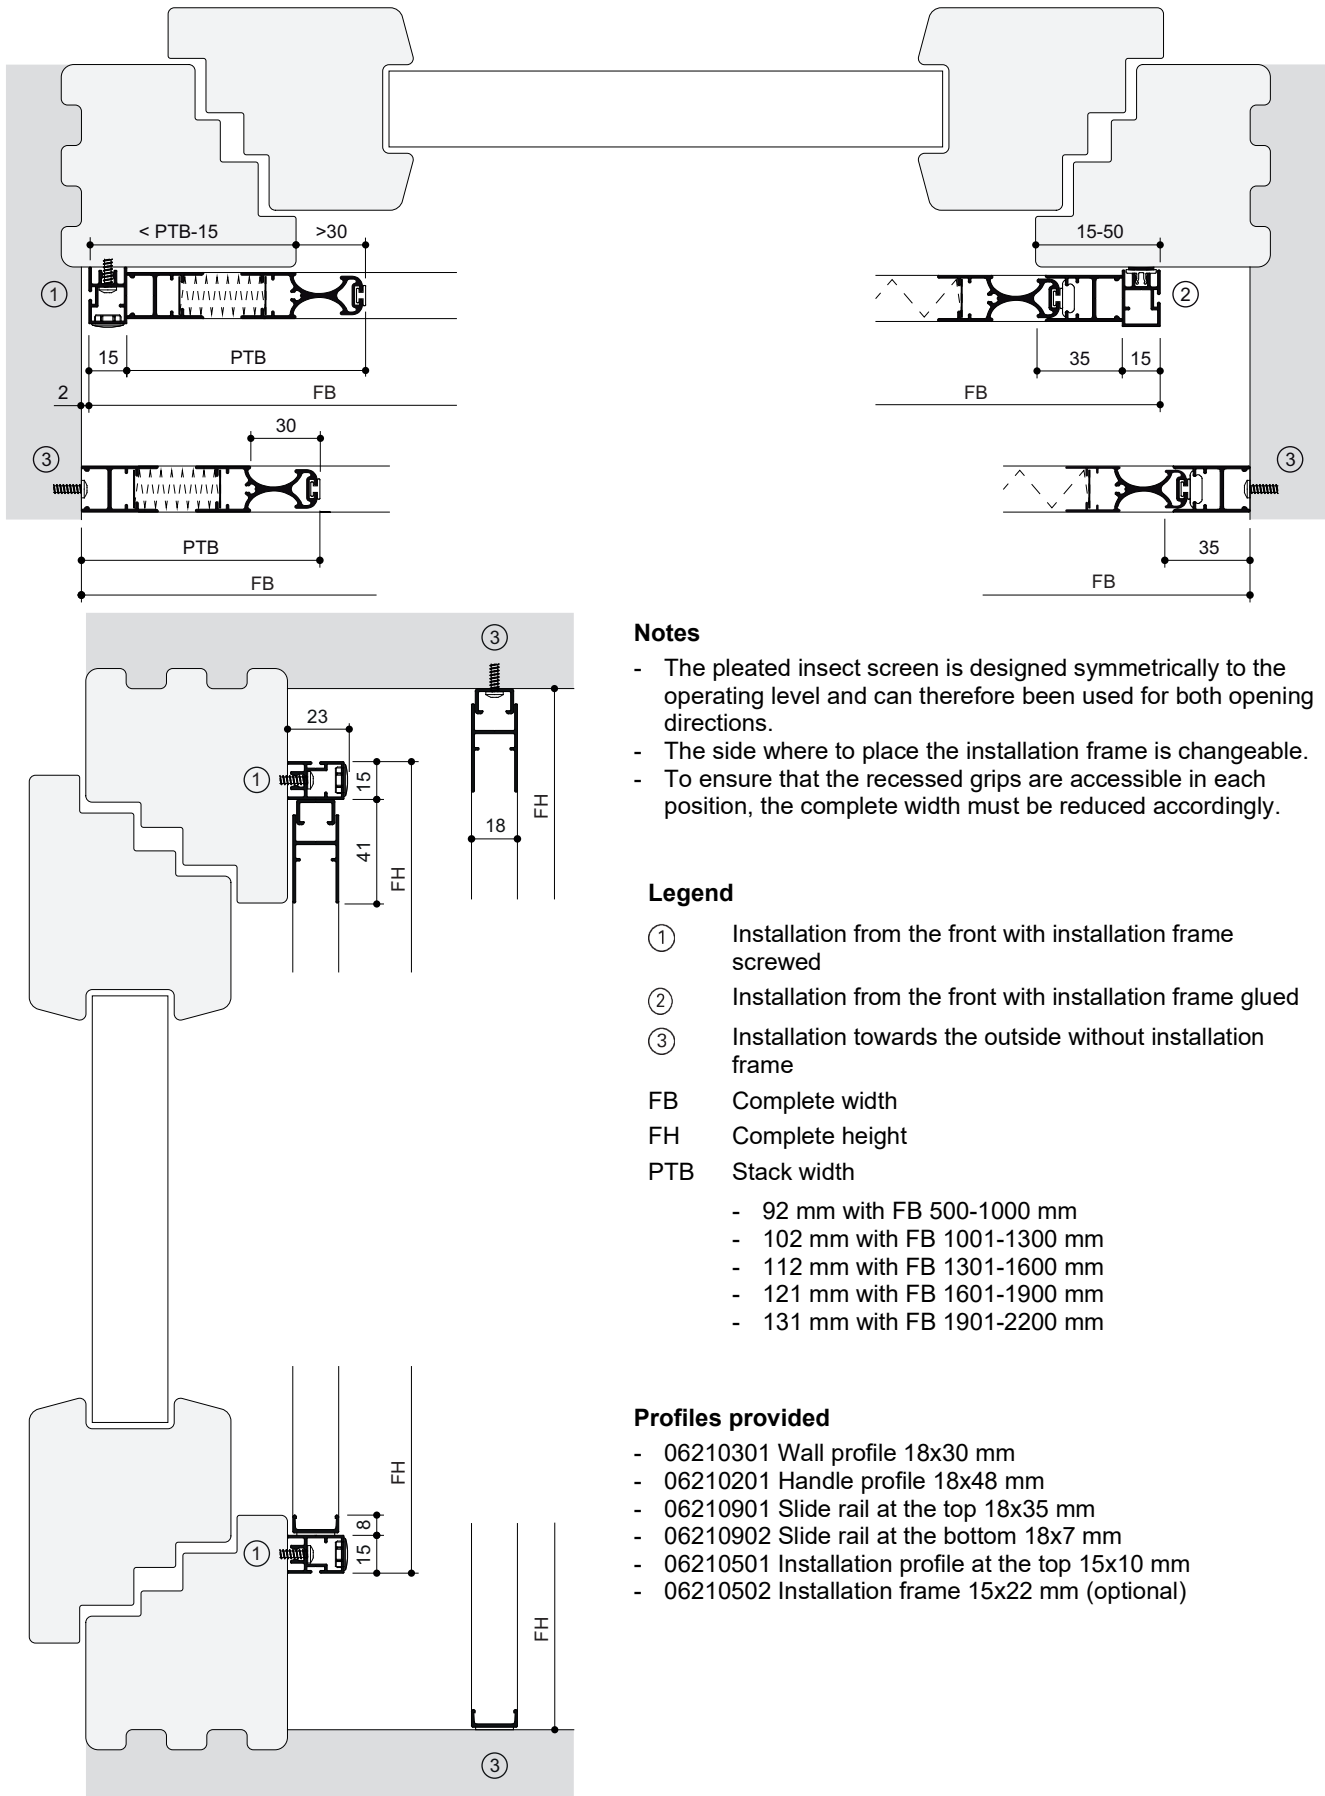 < PTB-15
>30
15-50
1
2
15
PTB
35
15
2
FB
FB
30
3
3
PTB
35
FB
FB
3
23
1
15
FH
18
41
FH
Notes
- The pleated insect screen is designed symmetrically to the
operating level and can therefore been used for both opening
directions.
- The side where to place the installation frame is changeable.
- To ensure that the recessed grips are accessible in each
position, the complete width must be reduced accordingly.
Legend
1 Installation from the front with installation frame
screwed
2 Installation from the front with installation frame glued
3 Installation towards the outside without installation
frame
FB Complete width
FH Complete height
PTB Stack width
- 92 mm with FB 500-1000 mm
- 102 mm with FB 1001-1300 mm
- 112 mm with FB 1301-1600 mm
- 121 mm with FB 1601-1900 mm
- 131 mm with FB 1901-2200 mm
Profiles provided
- 06210301 Wall profile 18x30 mm
- 06210201 Handle profile 18x48 mm
- 06210901 Slide rail at the top 18x35 mm
- 06210902 Slide rail at the bottom 18x7 mm
- 06210501 Installation profile at the top 15x10 mm
- 06210502 Installation frame 15x22 mm (optional)
FH
8
1
15
FH
3